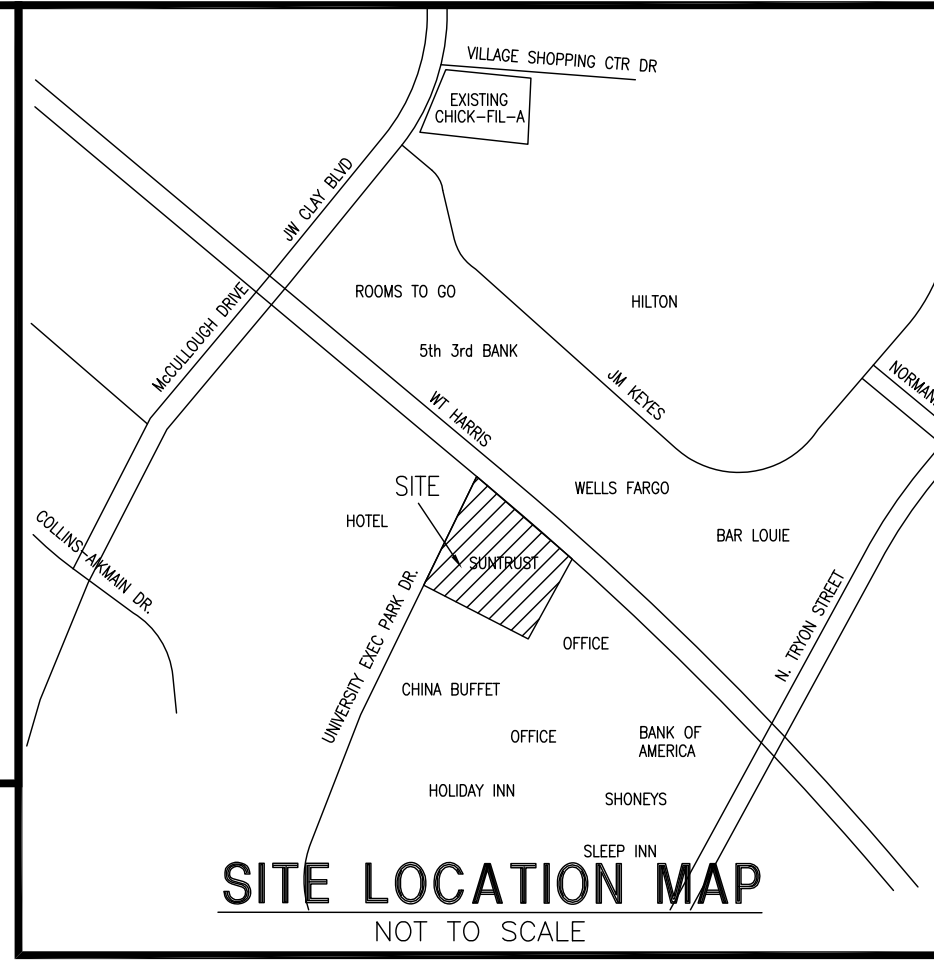 VILLAGE SHOPPING CTR DR
EXISTING
CHICK-FIL-A
JW CLAY BLVD
ROOMS TO GO
HILTON
McCULLOUGH DRIVE
5th 3rd BANK
JM KEYES
NORMAN
WT HARRIS
SITE
WELLS FARGO
HOTEL
BAR LOUIE
COLLINS-AIKMAIN DR.
SUNTRUST
UNIVERSITY EXEC PARK DR.
N. TRYON STREET
OFFICE
CHINA BUFFET
OFFICE
BANK OF
AMERICA
HOLIDAY INN
SHONEYS
SLEEP INN
SITE LOCATION MAP
NOT TO SCALE